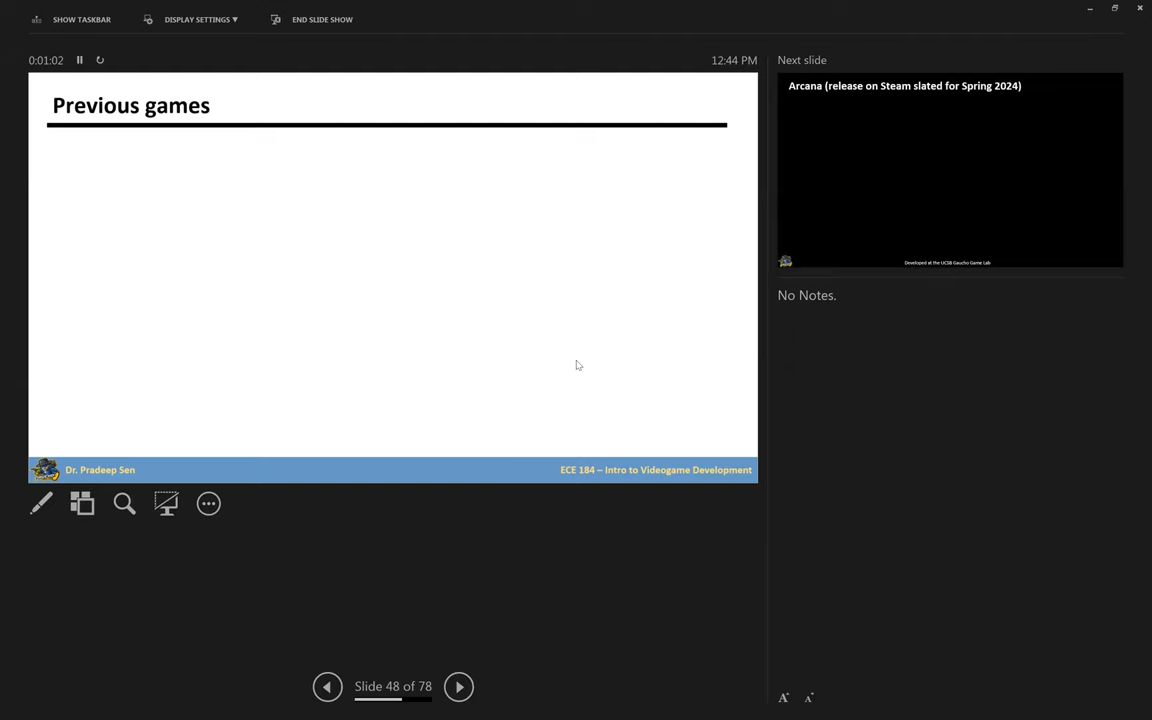 SHOW TASKBAR
DISPLAY SETTINGS ▼
END SLIDE SHOW
0:01:02
12:44 PM
Previous games
Dr. Pradeep Sen
ECE 184 – Intro to Videogame Development
Slide 48 of 78
Next slide
Arcana (release on Steam slated for Spring 2024)
Developed at the UCSB Gaucho Game Lab
No Notes.
A A